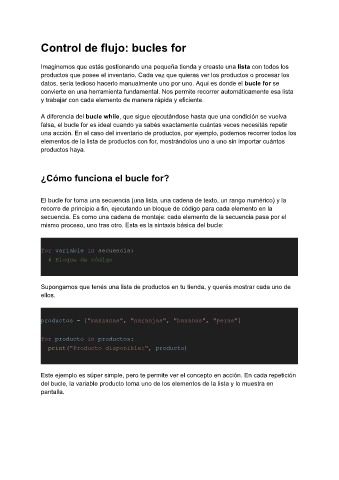 Control de flujo: bucles for
Imaginemos que estás gestionando una pequeña tienda y creaste una lista con todos los
productos que posee el inventario. Cada vez que quieras ver los productos o procesar los
datos, sería tedioso hacerlo manualmente uno por uno. Aquí es donde el bucle for se
convierte en una herramienta fundamental. Nos permite recorrer automáticamente esa lista
y trabajar con cada elemento de manera rápida y eficiente.
A diferencia del bucle while, que sigue ejecutándose hasta que una condición se vuelva
falsa, el bucle for es ideal cuando ya sabés exactamente cuántas veces necesitás repetir
una acción. En el caso del inventario de productos, por ejemplo, podemos recorrer todos los
elementos de la lista de productos con for, mostrándolos uno a uno sin importar cuántos
productos haya.
¿Cómo funciona el bucle for?
El bucle for toma una secuencia (una lista, una cadena de texto, un rango numérico) y la
recorre de principio a fin, ejecutando un bloque de código para cada elemento en la
secuencia. Es como una cadena de montaje: cada elemento de la secuencia pasa por el
mismo proceso, uno tras otro. Esta es la sintaxis básica del bucle:
for variable in secuencia:
# Bloque de código
Supongamos que tenés una lista de productos en tu tienda, y querés mostrar cada uno de
ellos.
productos = ["manzanas", "naranjas", "bananas", "peras"]
for producto in productos:
print("Producto disponible:", producto)
Este ejemplo es súper simple, pero te permite ver el concepto en acción. En cada repetición
del bucle, la variable producto toma uno de los elementos de la lista y lo muestra en
pantalla.